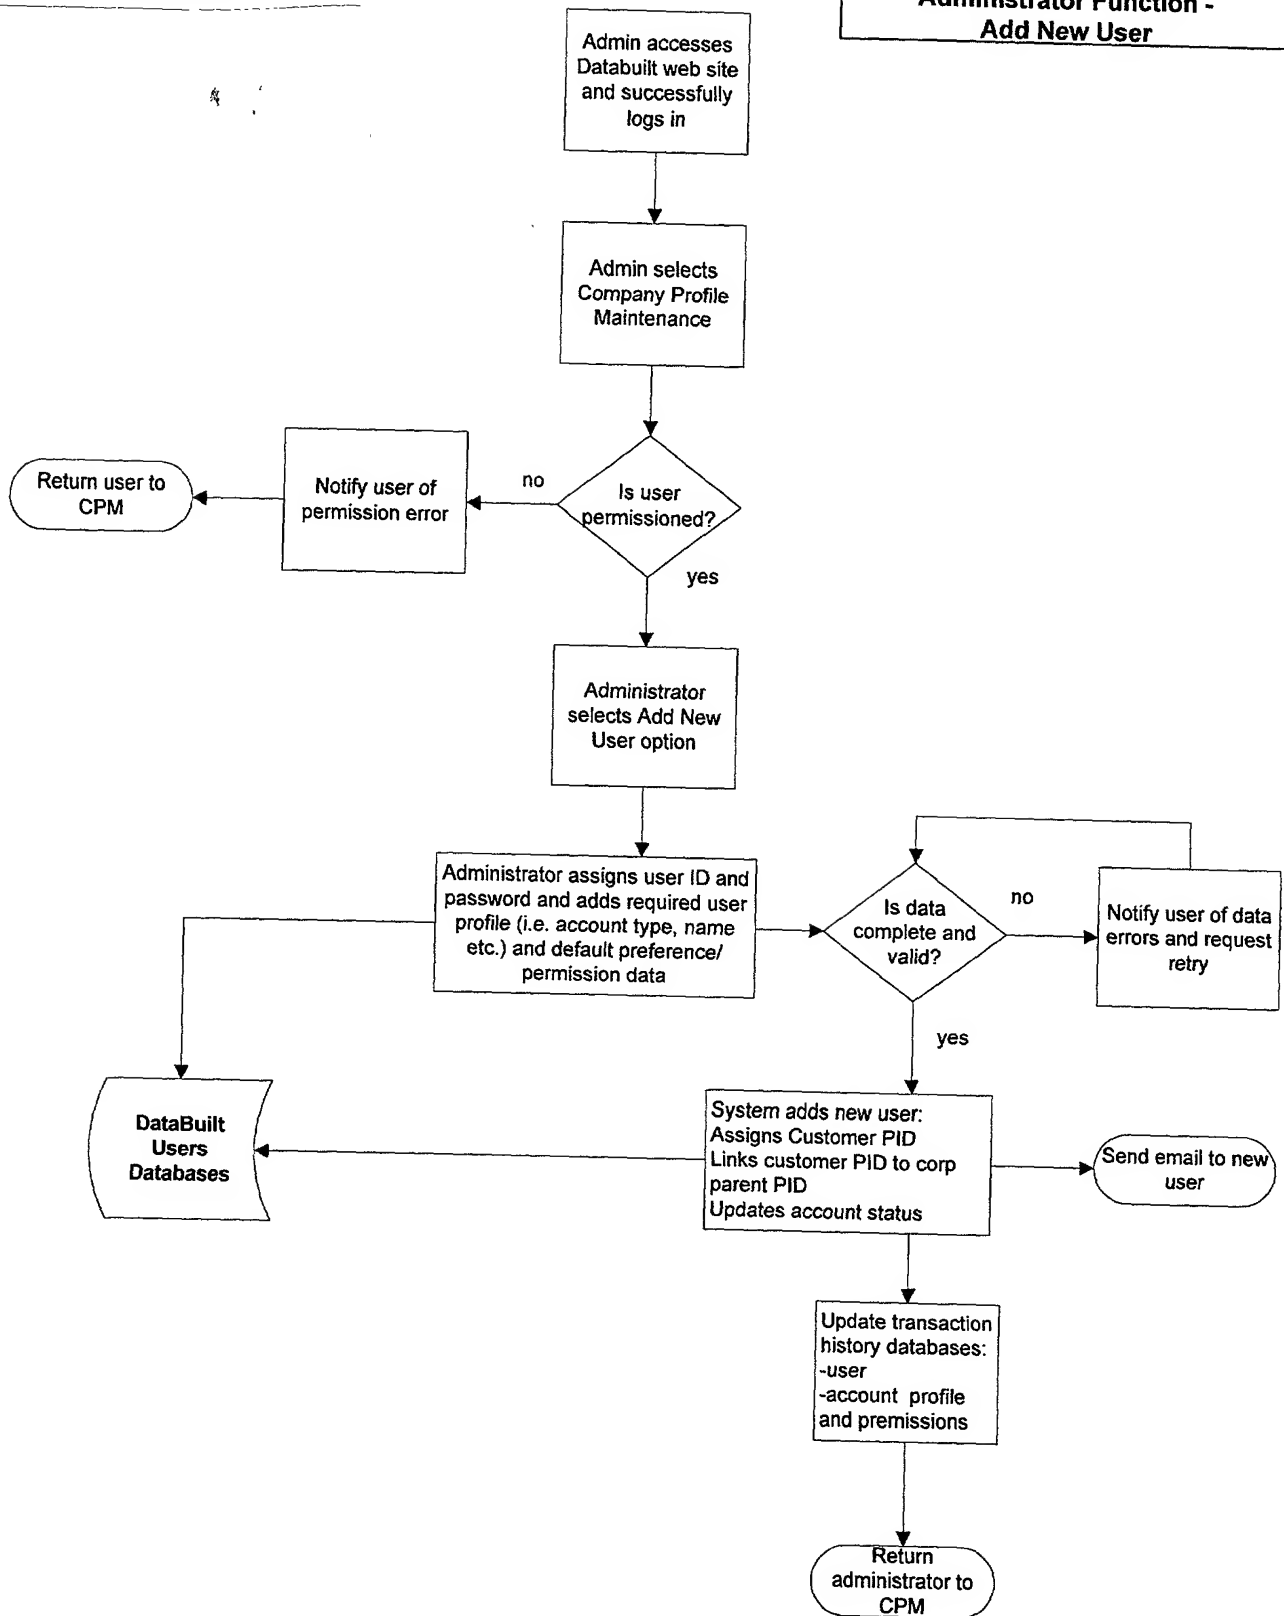 Administrator Function -
Add New User
Admin accesses
Databuilt web site
and successfully
logs in
Admin selects
Company Profile
Maintenance
Is user
permissioned?
no
Notify user of
permission error
Return user to
CPM
yes
Administrator
selects Add New
User option
Administrator assigns user ID and
password and adds required user
profile (i.e. account type, name
etc.) and default preference/
permission data
Is data
complete and
valid?
no
Notify user of data
errors and request
retry
yes
DataBuilt
Users
Databases
System adds new user:
Assigns Customer PID
Links customer PID to corp
parent PID
Updates account status
Send email to new
user
Update transaction
history databases:
-user
-account profile
and premissions
Return
administrator to
CPM